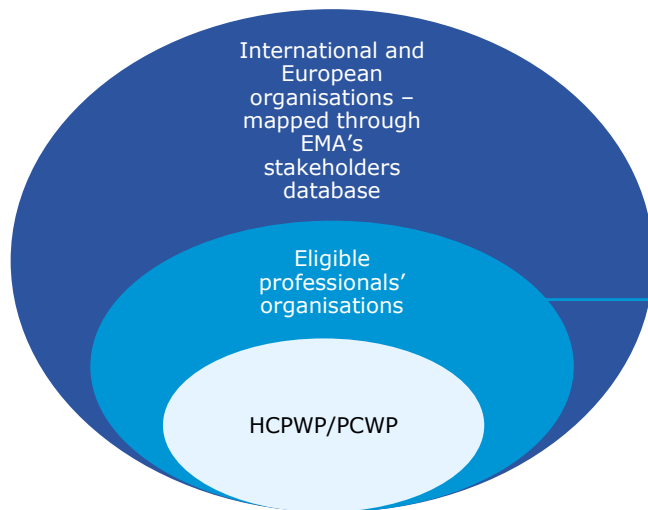 International and
European
organisations –
mapped through
EMA’s
stakeholders
database
Eligible
professionals’
organisations
HCPWP/PCWP